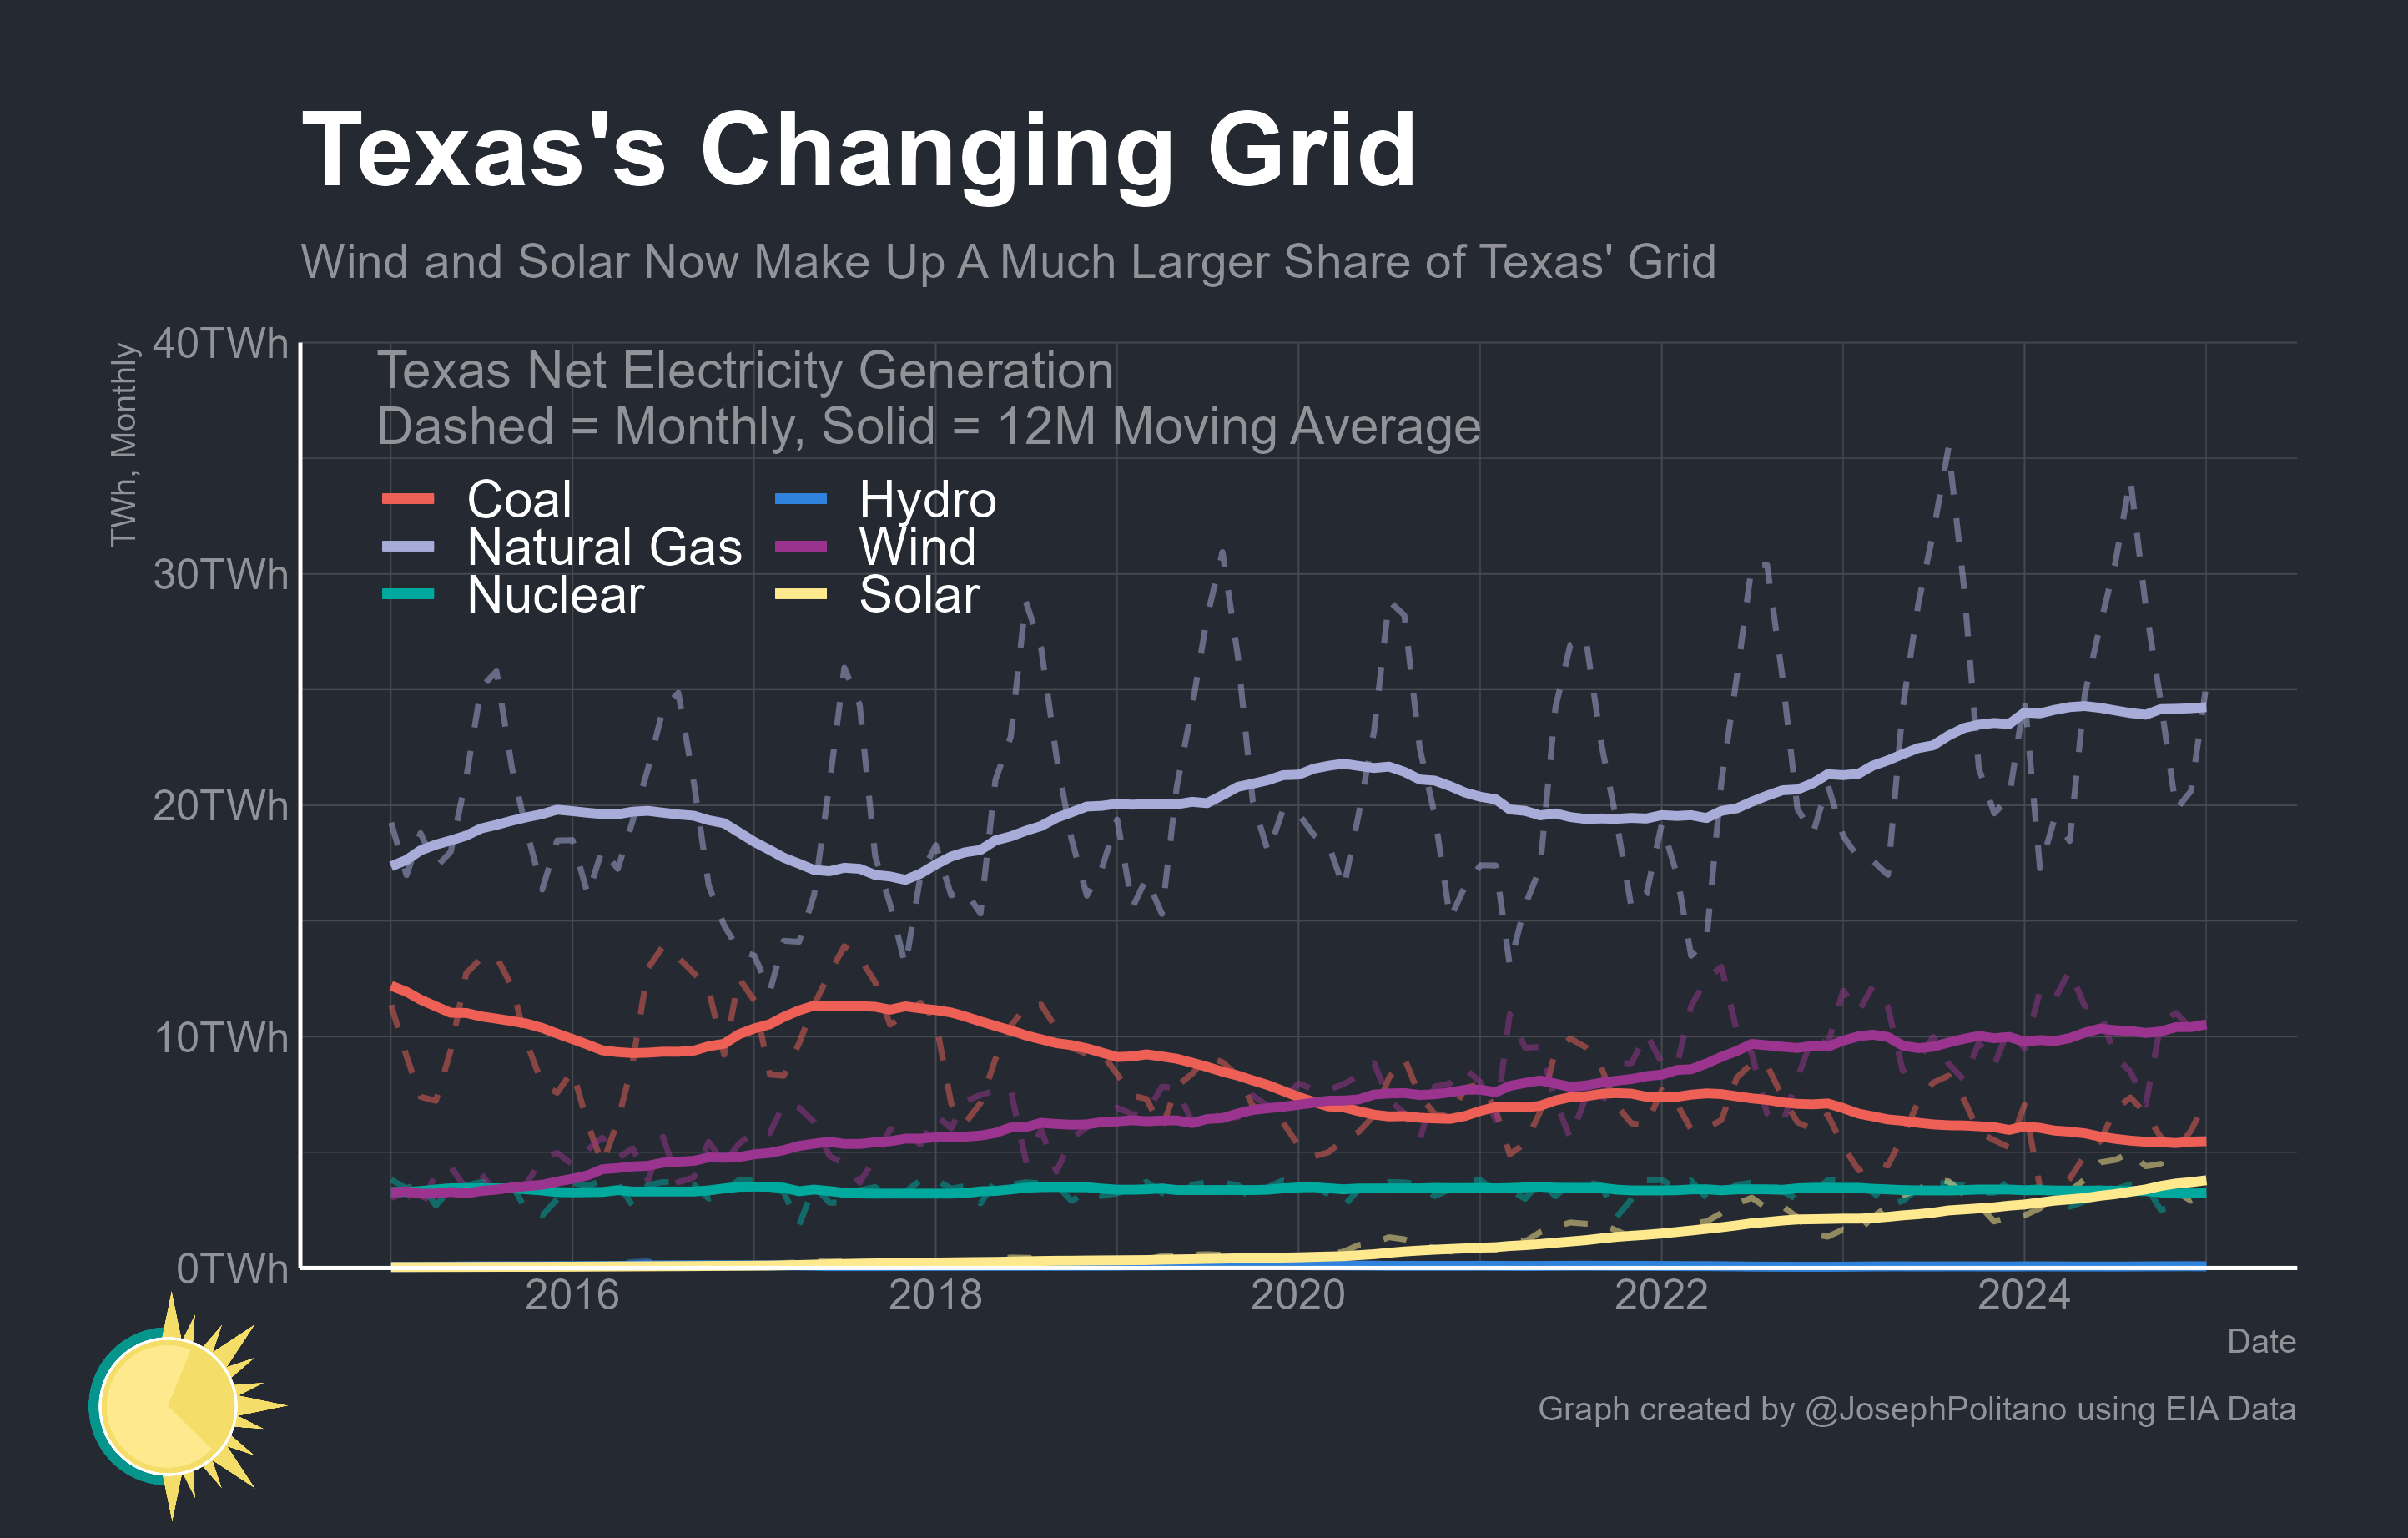 Texas's Changing Grid
Wind and Solar Now Make Up A Much Larger Share of Texas' Grid
TWh, Monthly
40TWh
30TWh
20TWh
10TWh
0TWh
Texas Net Electricity Generation
Dashed = Monthly, Solid = 12M Moving Average
Coal
Natural Gas
Nuclear
Hydro
Wind
Solar
2016 2018 2020 2022 2024
Date
Graph created by @JosephPolitano using EIA Data